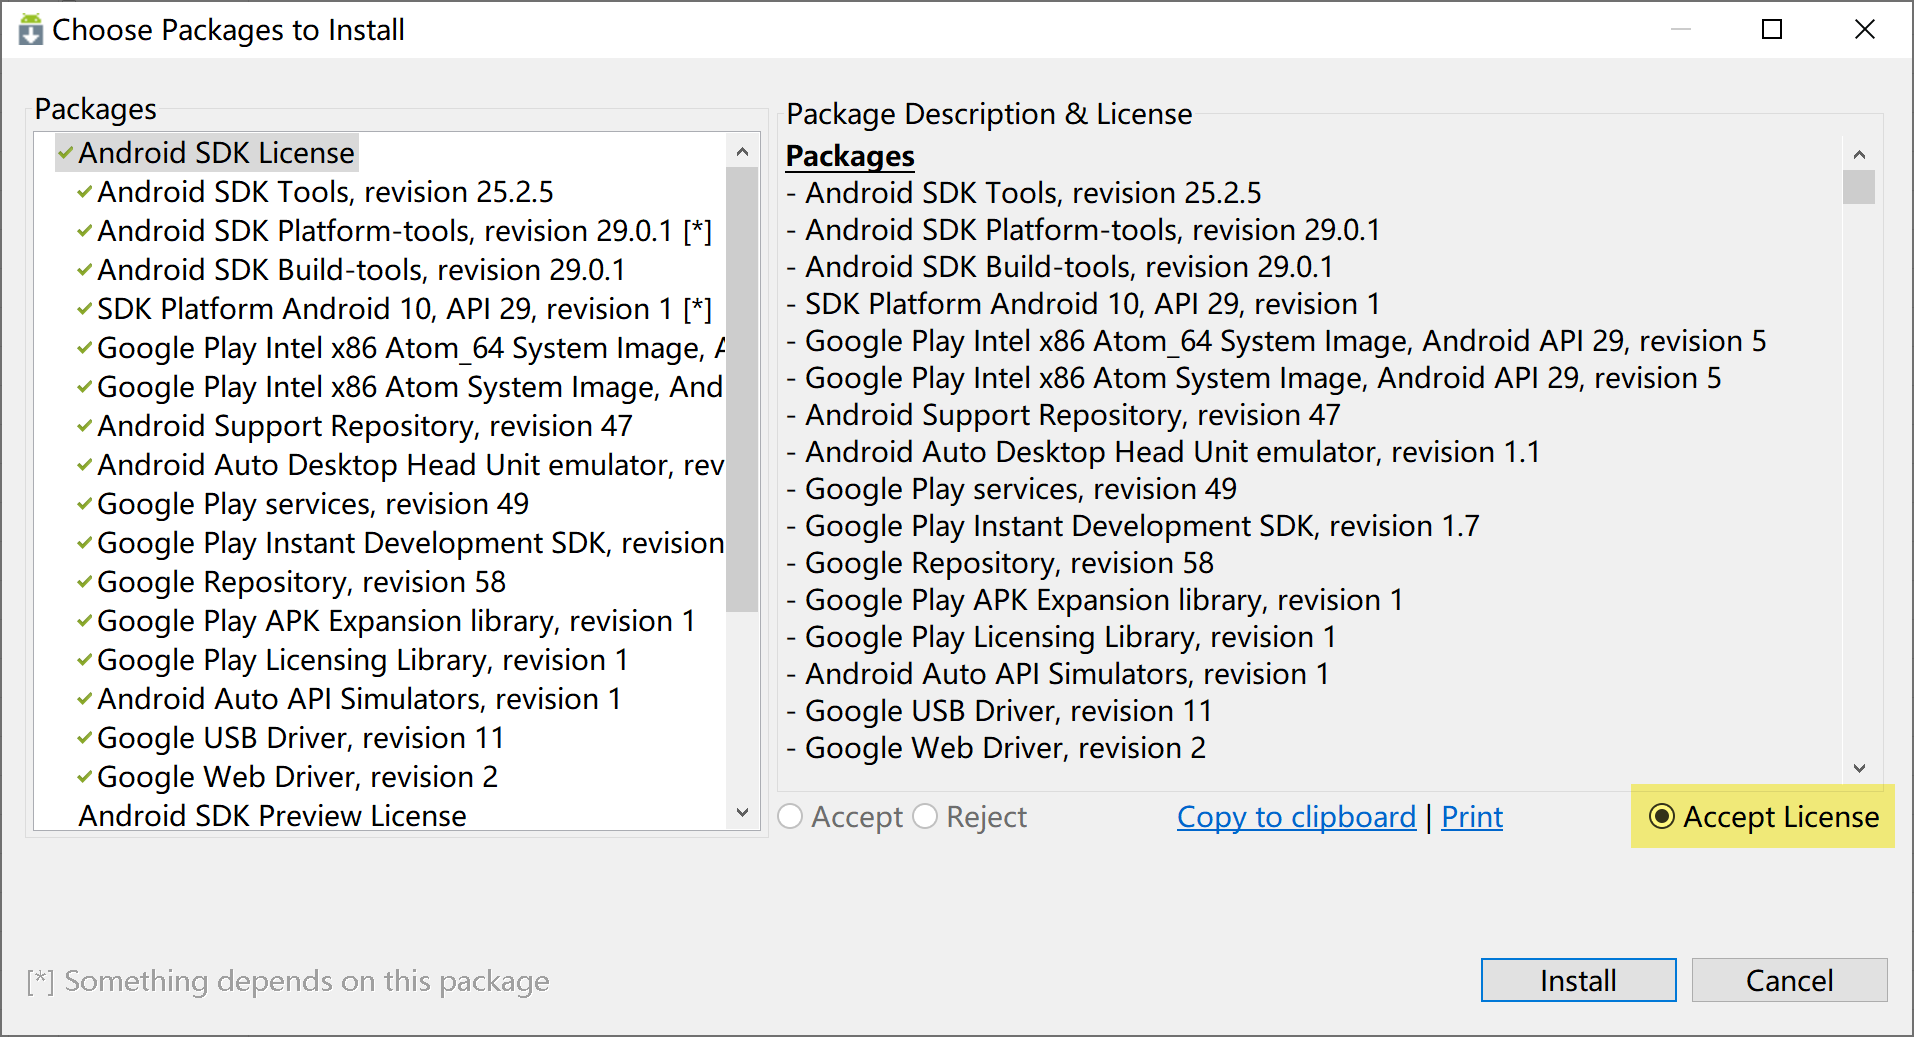 Choose Packages to Install
Packages
Android SDK License
Android SDK Tools, revision 25.2.5
Android SDK Platform-tools, revision 29.0.1 [*]
Android SDK Build-tools, revision 29.0.1
SDK Platform Android 10, API 29, revision 1 [*]
Google Play Intel x86 Atom_64 System Image, A
Google Play Intel x86 Atom System Image, And
Android Support Repository, revision 47
Android Auto Desktop Head Unit emulator, rev
Google Play services, revision 49
Google Play Instant Development SDK, revision
Google Repository, revision 58
Google Play APK Expansion library, revision 1
Google Play Licensing Library, revision 1
Android Auto API Simulators, revision 1
Google USB Driver, revision 11
Google Web Driver, revision 2
Android SDK Preview License
Package Description & License
Packages
- Android SDK Tools, revision 25.2.5
- Android SDK Platform-tools, revision 29.0.1
- Android SDK Build-tools, revision 29.0.1
- SDK Platform Android 10, API 29, revision 1
- Google Play Intel x86 Atom_64 System Image, Android API 29, revision 5
- Google Play Intel x86 Atom System Image, Android API 29, revision 5
- Android Support Repository, revision 47
- Android Auto Desktop Head Unit emulator, revision 1.1
- Google Play services, revision 49
- Google Play Instant Development SDK, revision 1.7
- Google Repository, revision 58
- Google Play APK Expansion library, revision 1
- Google Play Licensing Library, revision 1
- Android Auto API Simulators, revision 1
- Google USB Driver, revision 11
- Google Web Driver, revision 2
Accept Reject Copy to clipboard | Print Accept License
[*] Something depends on this package
Install Cancel